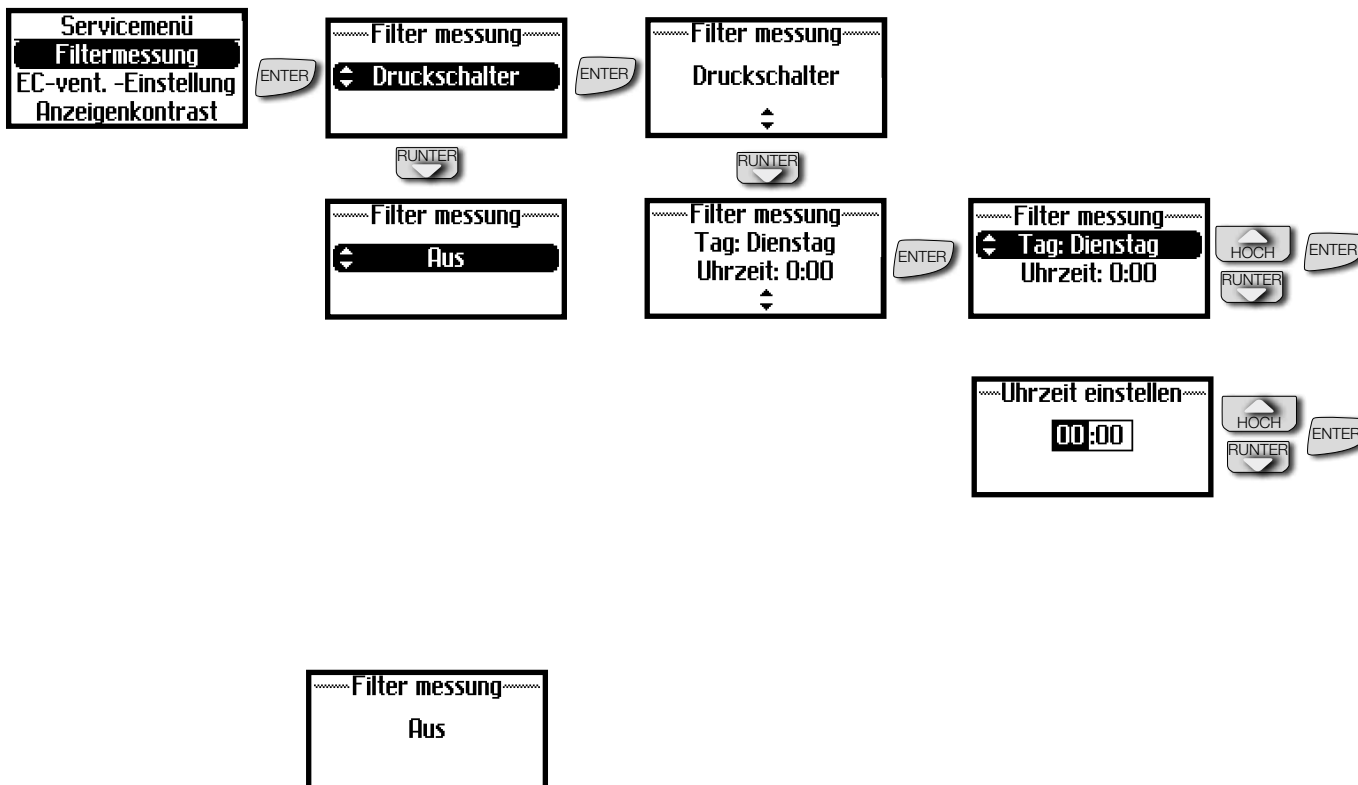 Servicemenü
Filtermessung
EC-vent. -Einstellung
Anzeigenkontrast
ENTER
Filter messung
Druckschalter
ENTER
Filter messung
Druckschalter
RUNTER
RUNTER
Filter messung
Aus
Filter messung
Tag: Dienstag
Uhrzeit: 0:00
ENTER
Filter messung
Tag: Dienstag
Uhrzeit: 0:00
HOCH
RUNTER
ENTER
Uhrzeit einstellen
00:00
HOCH
RUNTER
ENTER
Filter messung
Aus